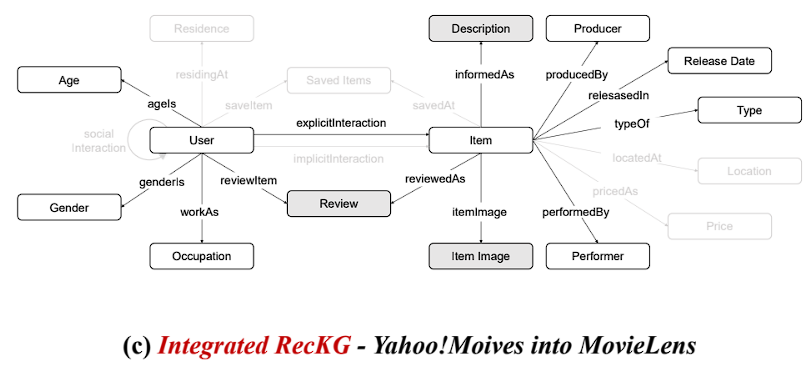 Residence
Description
Producer
Release Date
Age
residingAt
Saved Items
informedAs
producedBy
relesasedIn
ageIs
saveItem
savedAt
Type
typeOf
social
Interaction
User
explicitInteraction
Item
implicitInteraction
locatedAt
Location
genderIs
reviewItem
reviewedAs
pricedAs
Gender
workAs
Review
itemImage
performedBy
Price
Occupation
Item Image
Performer
(c) Integrated RecKG - Yahoo!Moives into MovieLens